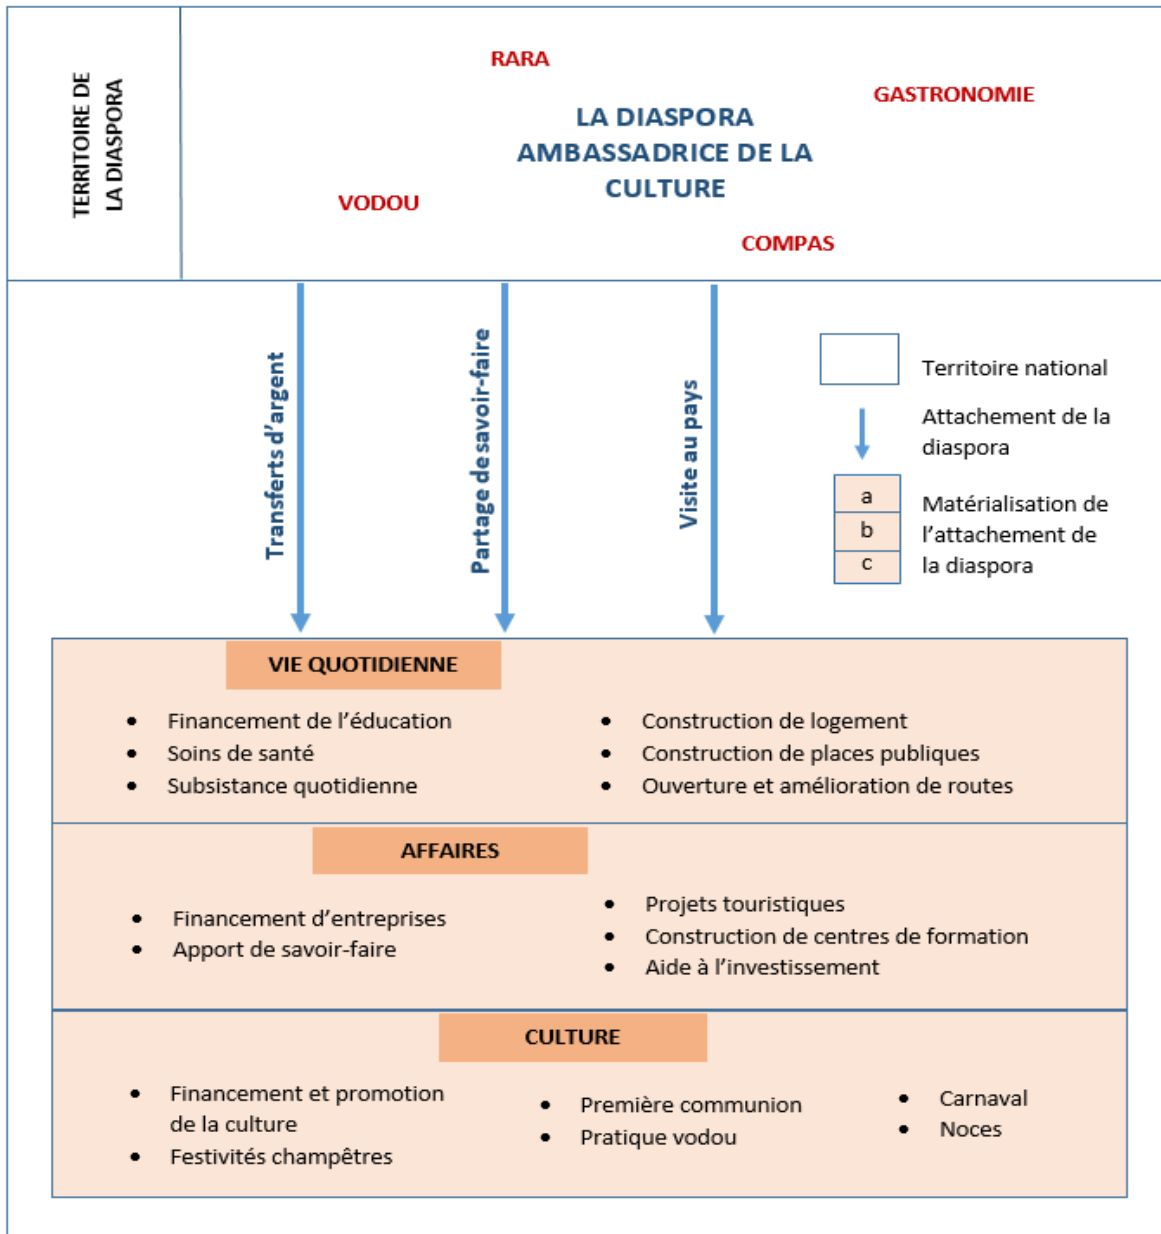 TERRITOIRE DE
LA DIASPORA
RARA
GASTRONOMIE
LA DIASPORA
AMBASSADRICE DE LA
CULTURE
VODOU
COMPAS
Transferts d’argent
Partage de savoir-faire
Visite au pays
Territoire national
Attachement de la
diaspora
a
b
c
Matérialisation de
l’attachement de
la diaspora
VIE QUOTIDIENNE
• Financement de l’éducation
• Soins de santé
• Subsistance quotidienne
• Construction de logement
• Construction de places publiques
• Ouverture et amélioration de routes
AFFAIRES
• Financement d’entreprises
• Apport de savoir-faire
• Projets touristiques
• Construction de centres de formation
• Aide à l’investissement
CULTURE
• Financement et promotion
de la culture
• Festivités champêtres
• Première communion
• Pratique vodou
• Carnaval
• Noces